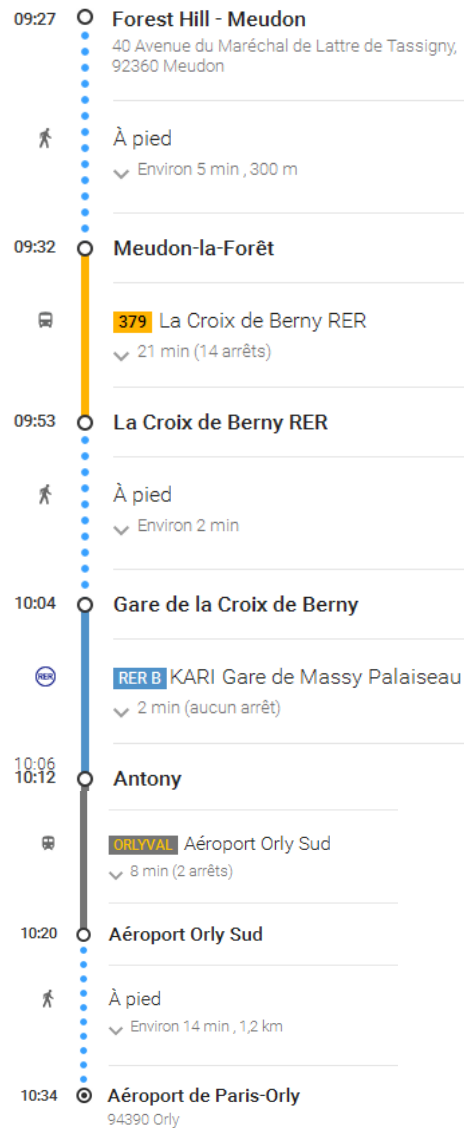 09:27 Forest Hill - Meudon
40 Avenue du Maréchal de Lattre de Tassigny,
92360 Meudon
À pied
Environ 5 min , 300 m
09:32 Meudon-la-Forêt
379 La Croix de Berny RER
21 min (14 arrêts)
09:53 La Croix de Berny RER
À pied
Environ 2 min
10:04 Gare de la Croix de Berny
RER RER B KARI Gare de Massy Palaiseau
2 min (aucun arrêt)
10:06
10:12 Antony
ORLYVAL Aéroport Orly Sud
8 min (2 arrêts)
10:20 Aéroport Orly Sud
À pied
Environ 14 min , 1,2 km
10:34 Aéroport de Paris-Orly
94390 Orly